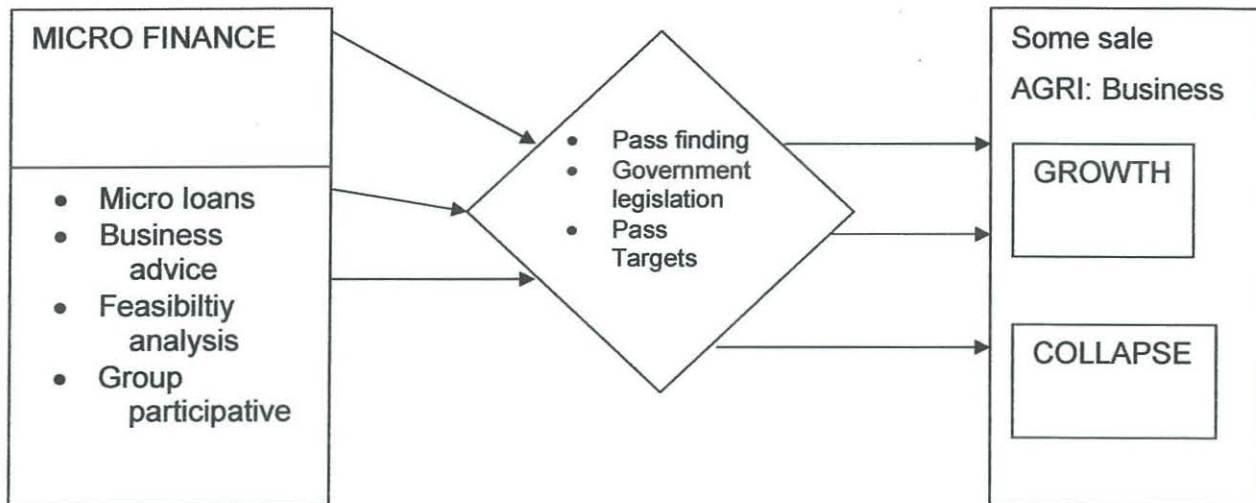 MICRO FINANCE
• Micro loans
• Business
advice
• Feasibiltiy
analysis
• Group
participative
• Pass finding
• Government
legislation
• Pass
Targets
Some sale
AGRI: Business
GROWTH
COLLAPSE